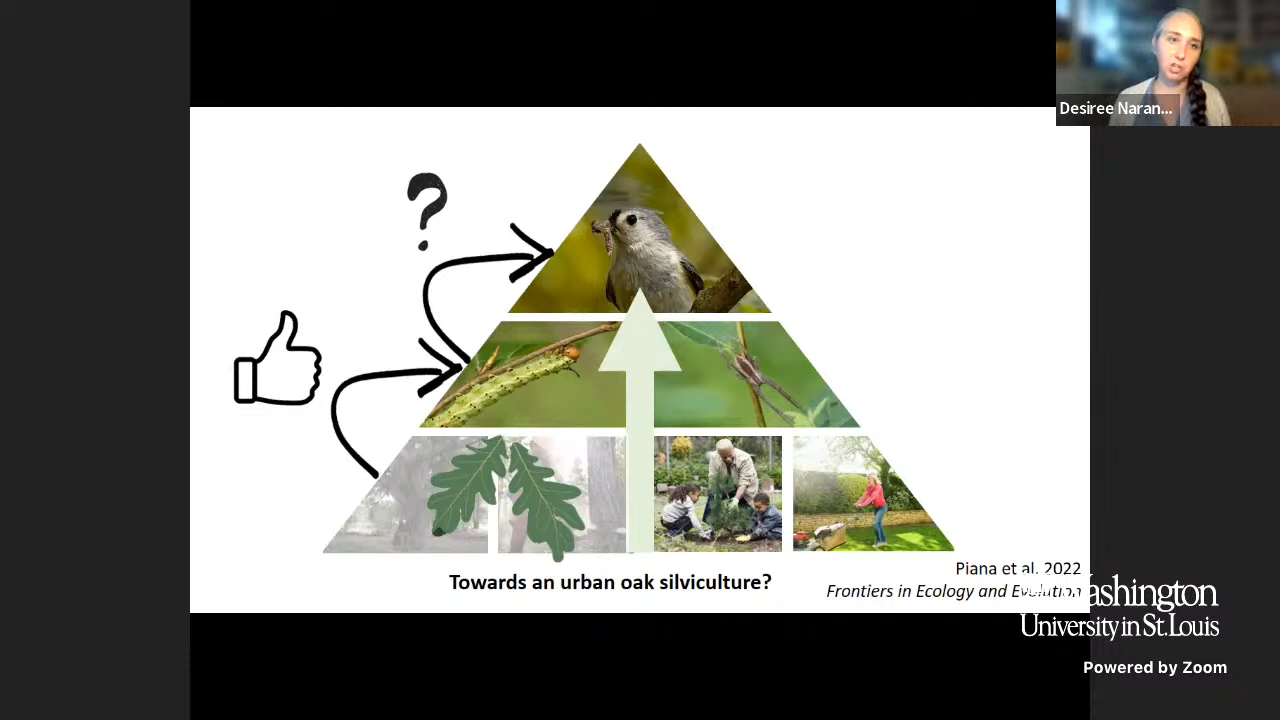 Desiree Naran...
?
Towards an urban oak silviculture?
Piana et al. 2022
Frontiers in Ecology and Evolution
Washington
University in St. Louis
Powered by Zoom